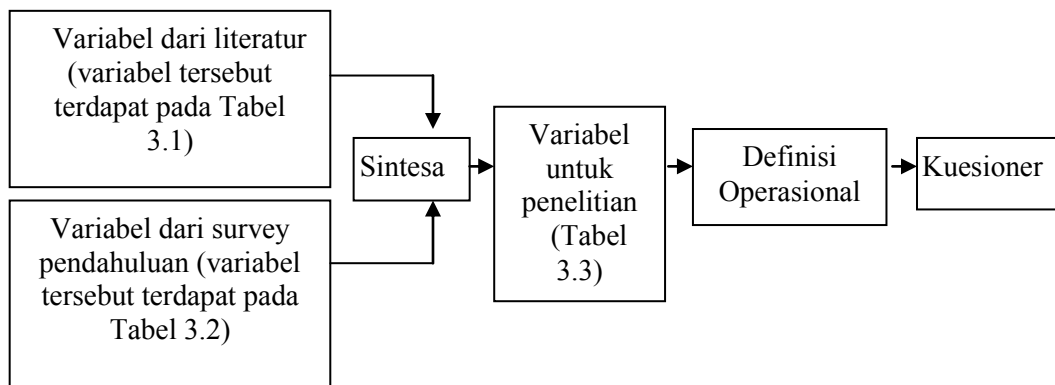 Variabel dari literatur
(variabel tersebut
terdapat pada Tabel
3.1)
Variabel dari survey
pendahuluan (variabel
tersebut terdapat pada
Tabel 3.2)
Sintesa
Variabel
untuk
penelitian
(Tabel
3.3)
Definisi
Operasional
Kuesioner